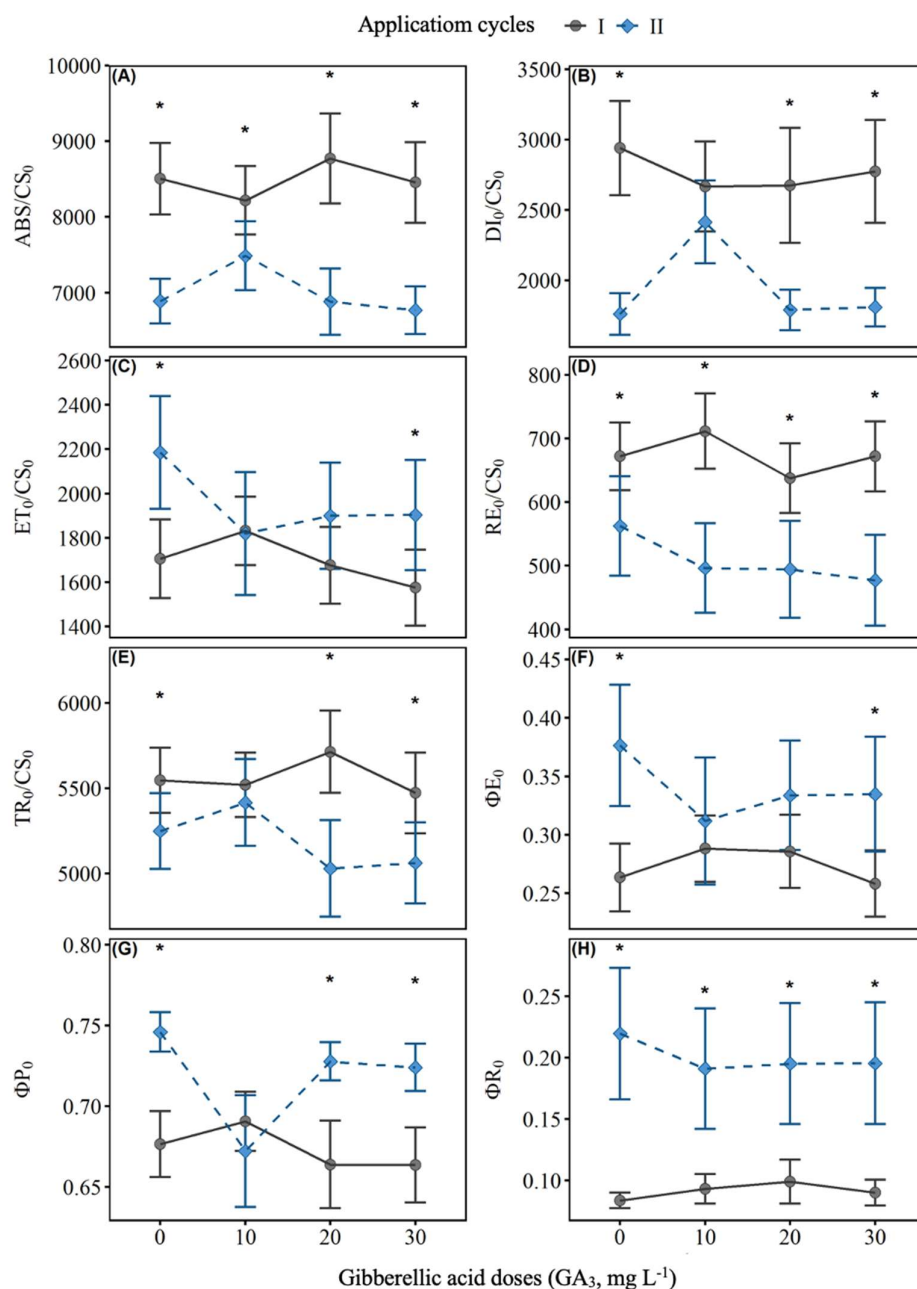 Applicatiom cycles I II
(A)
10000
9000
8000
7000
ABS/CS₀
* * * *
(B)
3500
3000
2500
2000
DI₀/CS₀
* * *
(C)
2600
2400
2200
2000
1800
1600
1400
ET₀/CS₀
* *
(D)
800
700
600
500
400
RE₀/CS₀
* * * *
(E)
6000
5500
5000
TR₀/CS₀
* * *
(F)
0.45
0.40
0.35
0.30
0.25
ΦE₀
* *
(G)
0.80
0.75
0.70
0.65
ΦP₀
* * *
0 10 20 30
(H)
0.25
0.20
0.15
0.10
ΦR₀
* * * *
0 10 20 30
Gibberellic acid doses (GA₃, mg L⁻¹)